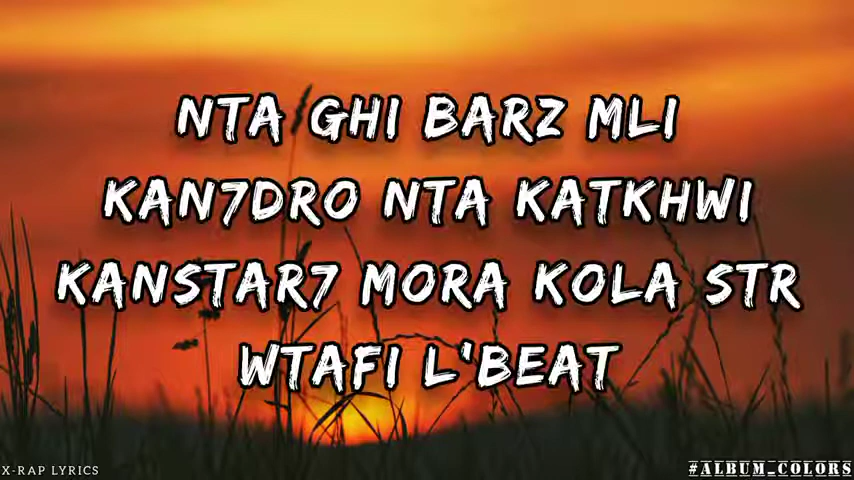 NTA GHI BARZ MLI
KAN7DRO NTA KATKHWI
KANSTAR7 MORA KOLA STR
WTAFI L'BEAT
X-RAP LYRICS
#ALBUM_COLORS